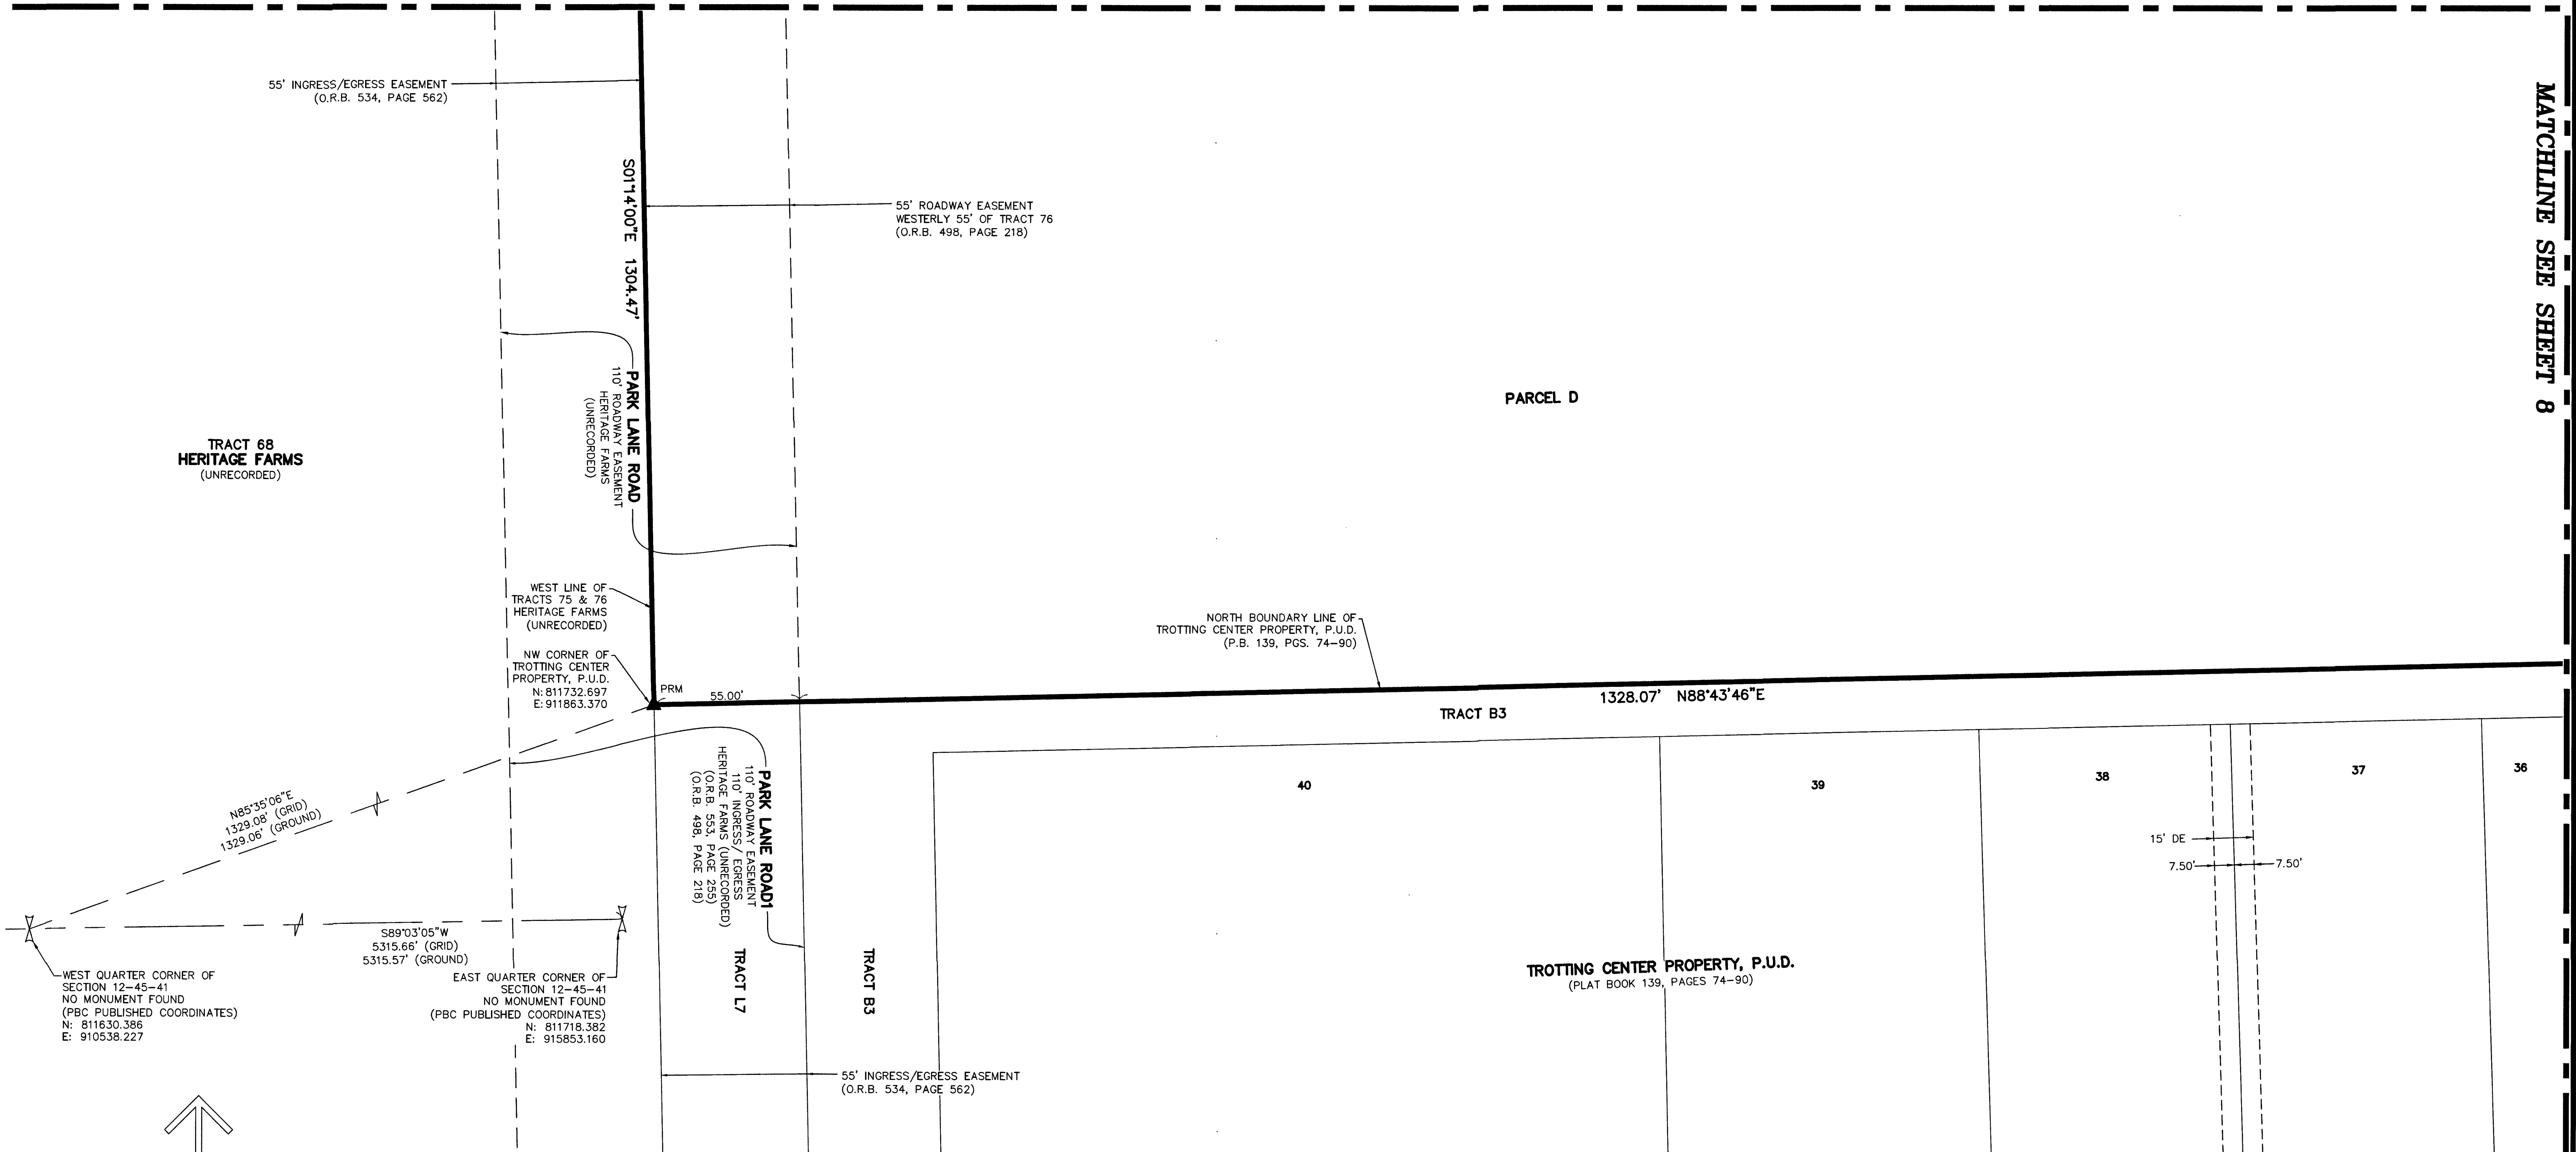 MATCHLINE SEE SHEET 8
55' INGRESS/EGRESS EASEMENT
(O.R.B. 534, PAGE 562)
S01°14'00"E 1304.47'
55' ROADWAY EASEMENT
WESTERLY 55' OF TRACT 76
(O.R.B. 498, PAGE 218)
PARK LANE ROAD
110' ROADWAY EASEMENT
HERITAGE FARMS
(UNRECORDED)
PARCEL D
TRACT 68
HERITAGE FARMS
(UNRECORDED)
WEST LINE OF
TRACTS 75 & 76
HERITAGE FARMS
(UNRECORDED)
NORTH BOUNDARY LINE OF
TROTTING CENTER PROPERTY, P.U.D.
(P.B. 139, PGS. 74-90)
NW CORNER OF
TROTTING CENTER
PROPERTY, P.U.D.
N: 811732.697
E: 911863.370
PRM
55.00'
1328.07' N88°43'46"E
TRACT B3
40
39
38
37
36
PARK LANE ROAD1
110' ROADWAY EASEMENT
110' INGRESS/ EGRESS
HERITAGE FARMS (UNRECORDED)
(O.R.B. 553, PAGE 255)
(O.R.B. 498, PAGE 218)
N85°35'06"E
1329.08' (GRID)
1329.06' (GROUND)
15' DE
7.50'
7.50'
S89°03'05"W
5315.66' (GRID)
5315.57' (GROUND)
WEST QUARTER CORNER OF
SECTION 12-45-41
NO MONUMENT FOUND
(PBC PUBLISHED COORDINATES)
N: 811630.386
E: 910538.227
EAST QUARTER CORNER OF
SECTION 12-45-41
NO MONUMENT FOUND
(PBC PUBLISHED COORDINATES)
N: 811718.382
E: 915853.160
TRACT L7
TRACT B3
TROTTING CENTER PROPERTY, P.U.D.
(PLAT BOOK 139, PAGES 74-90)
55' INGRESS/EGRESS EASEMENT
(O.R.B. 534, PAGE 562)